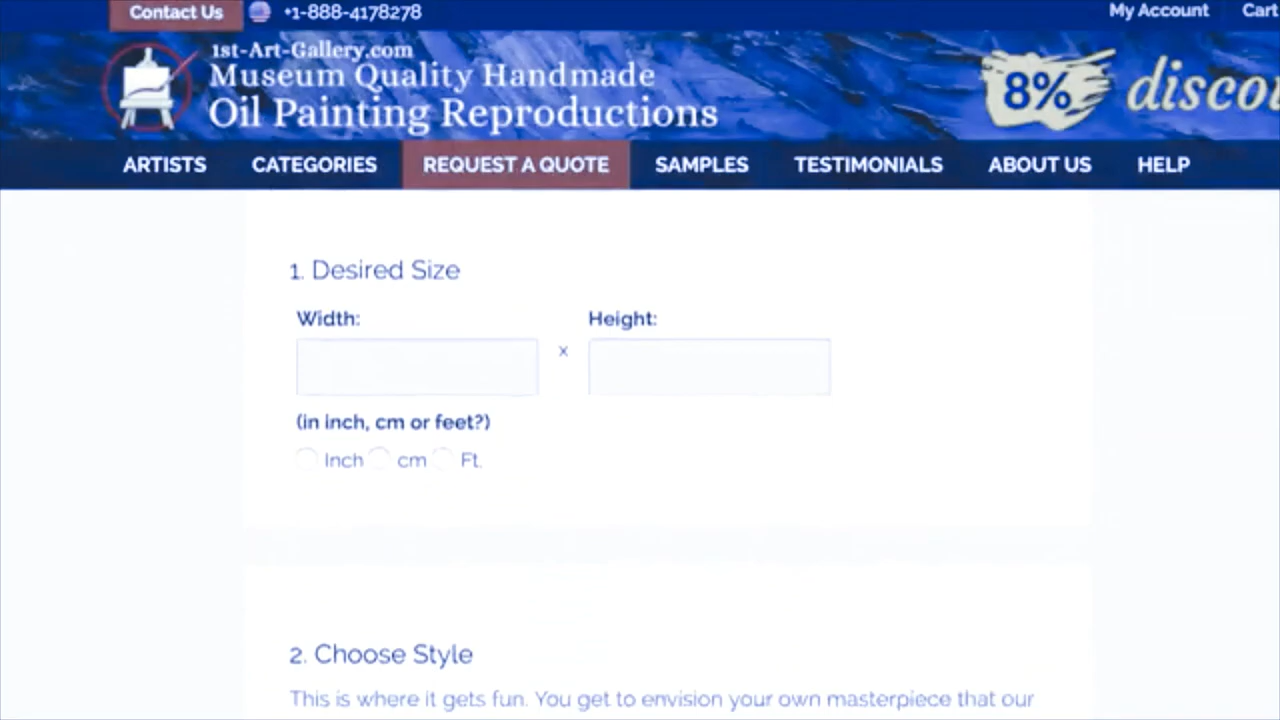 Contact Us +1-888-4178278 My Account Cart
1st-Art-Gallery.com
Museum Quality Handmade
Oil Painting Reproductions
8%
ARTISTS CATEGORIES REQUEST A QUOTE SAMPLES TESTIMONIALS ABOUT US HELP
1. Desired Size
Width: Height:
x
(in inch, cm or feet?)
Inch cm Ft.
2. Choose Style
This is where it gets fun. You get to envision your own masterpiece that our